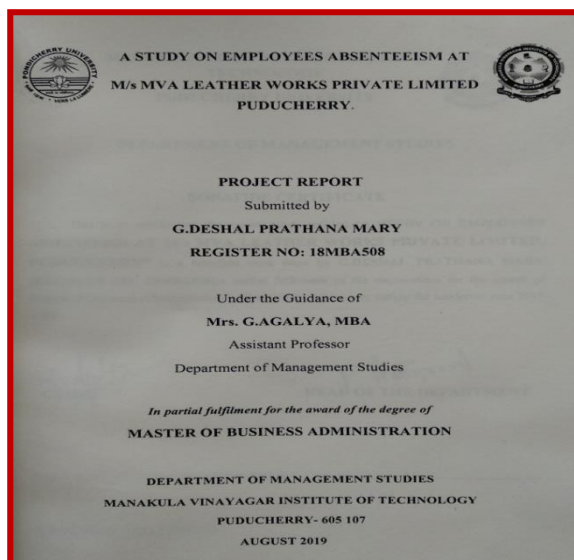 PONDICHERRY UNIVERSITY
A STUDY ON EMPLOYEES ABSENTEEISM AT
M/s MVA LEATHER WORKS PRIVATE LIMITED
PUDUCHERRY.
PROJECT REPORT
Submitted by
G.DESHAL PRATHANA MARY
REGISTER NO: 18MBA508
Under the Guidance of
Mrs. G.AGALYA, MBA
Assistant Professor
Department of Management Studies
In partial fulfilment for the award of the degree of
MASTER OF BUSINESS ADMINISTRATION
DEPARTMENT OF MANAGEMENT STUDIES
MANAKULA VINAYAGAR INSTITUTE OF TECHNOLOGY
PUDUCHERRY- 605 107
AUGUST 2019